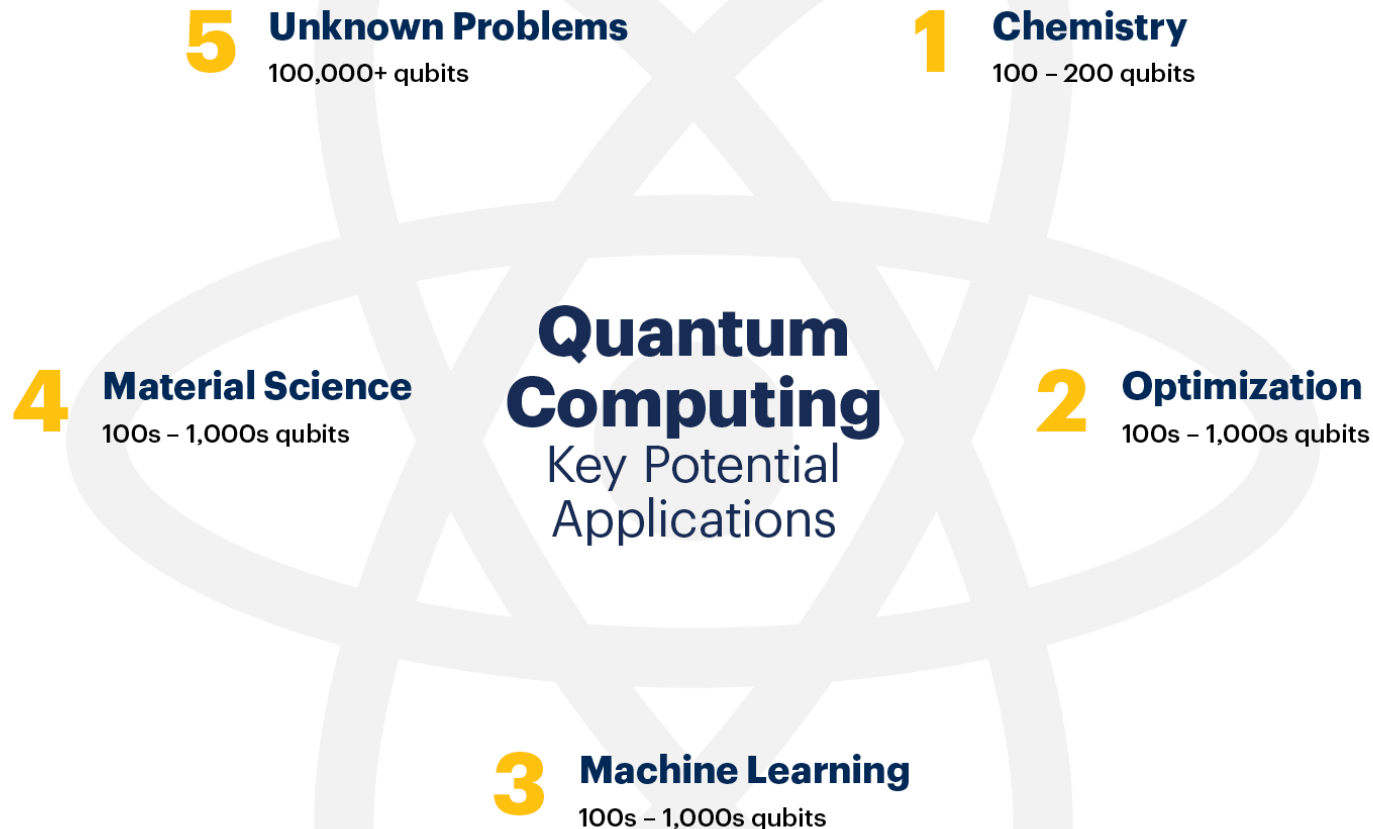 Quantum
Computing
Key Potential
Applications
1 Chemistry
100 – 200 qubits
2 Optimization
100s – 1,000s qubits
3 Machine Learning
100s – 1,000s qubits
4 Material Science
100s – 1,000s qubits
5 Unknown Problems
100,000+ qubits